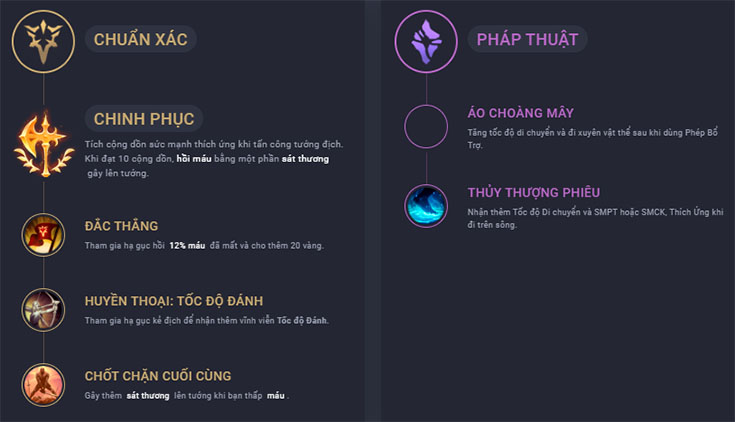 CHUẨN XÁC
CHINH PHỤC
Tích cộng dồn sức mạnh thích ứng khi tấn công tướng địch.
Khi đạt 10 cộng dồn, hồi máu bằng một phần sát thương
gây lên tướng.
ĐẮC THẮNG
Tham gia hạ gục hồi 12% máu đã mất và cho thêm 20 vàng.
HUYỀN THOẠI: TỐC ĐỘ ĐÁNH
Tham gia hạ gục kẻ địch để nhận thêm vĩnh viễn Tốc độ Đánh.
CHỐT CHẶN CUỐI CÙNG
Gây thêm sát thương lên tướng khi bạn thấp máu.
PHÁP THUẬT
ÁO CHOÀNG MÂY
Tăng tốc độ di chuyển và đi xuyên vật thể sau khi dùng Phép Bổ
Trợ.
THỦY THƯỢNG PHIÊU
Nhận thêm Tốc độ Di chuyển và SMPT hoặc SMCK, Thích Ứng khi
đi trên sông.